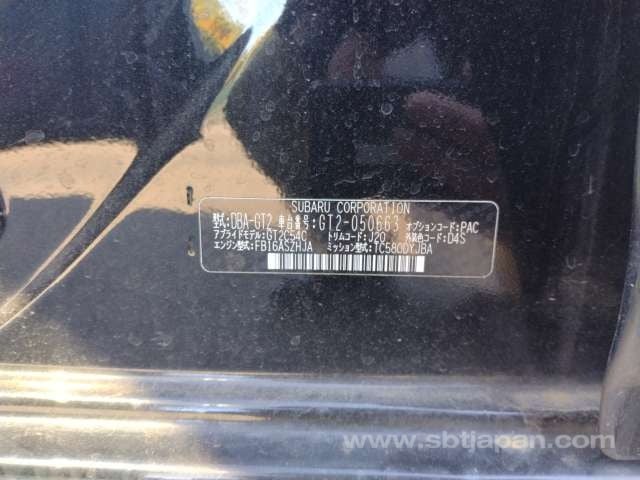 SUBARU CORPORATION
型式:DBA-GT2 車台番号:GT2-050663 オプションコード:PAC
アプライドモデル:GT2C54C トリムコード:J20 外装色コード:D4S
エンジン型式:FB16ASZHJA ミッション型式:TC580DYJBA
www.sbtjapan.com